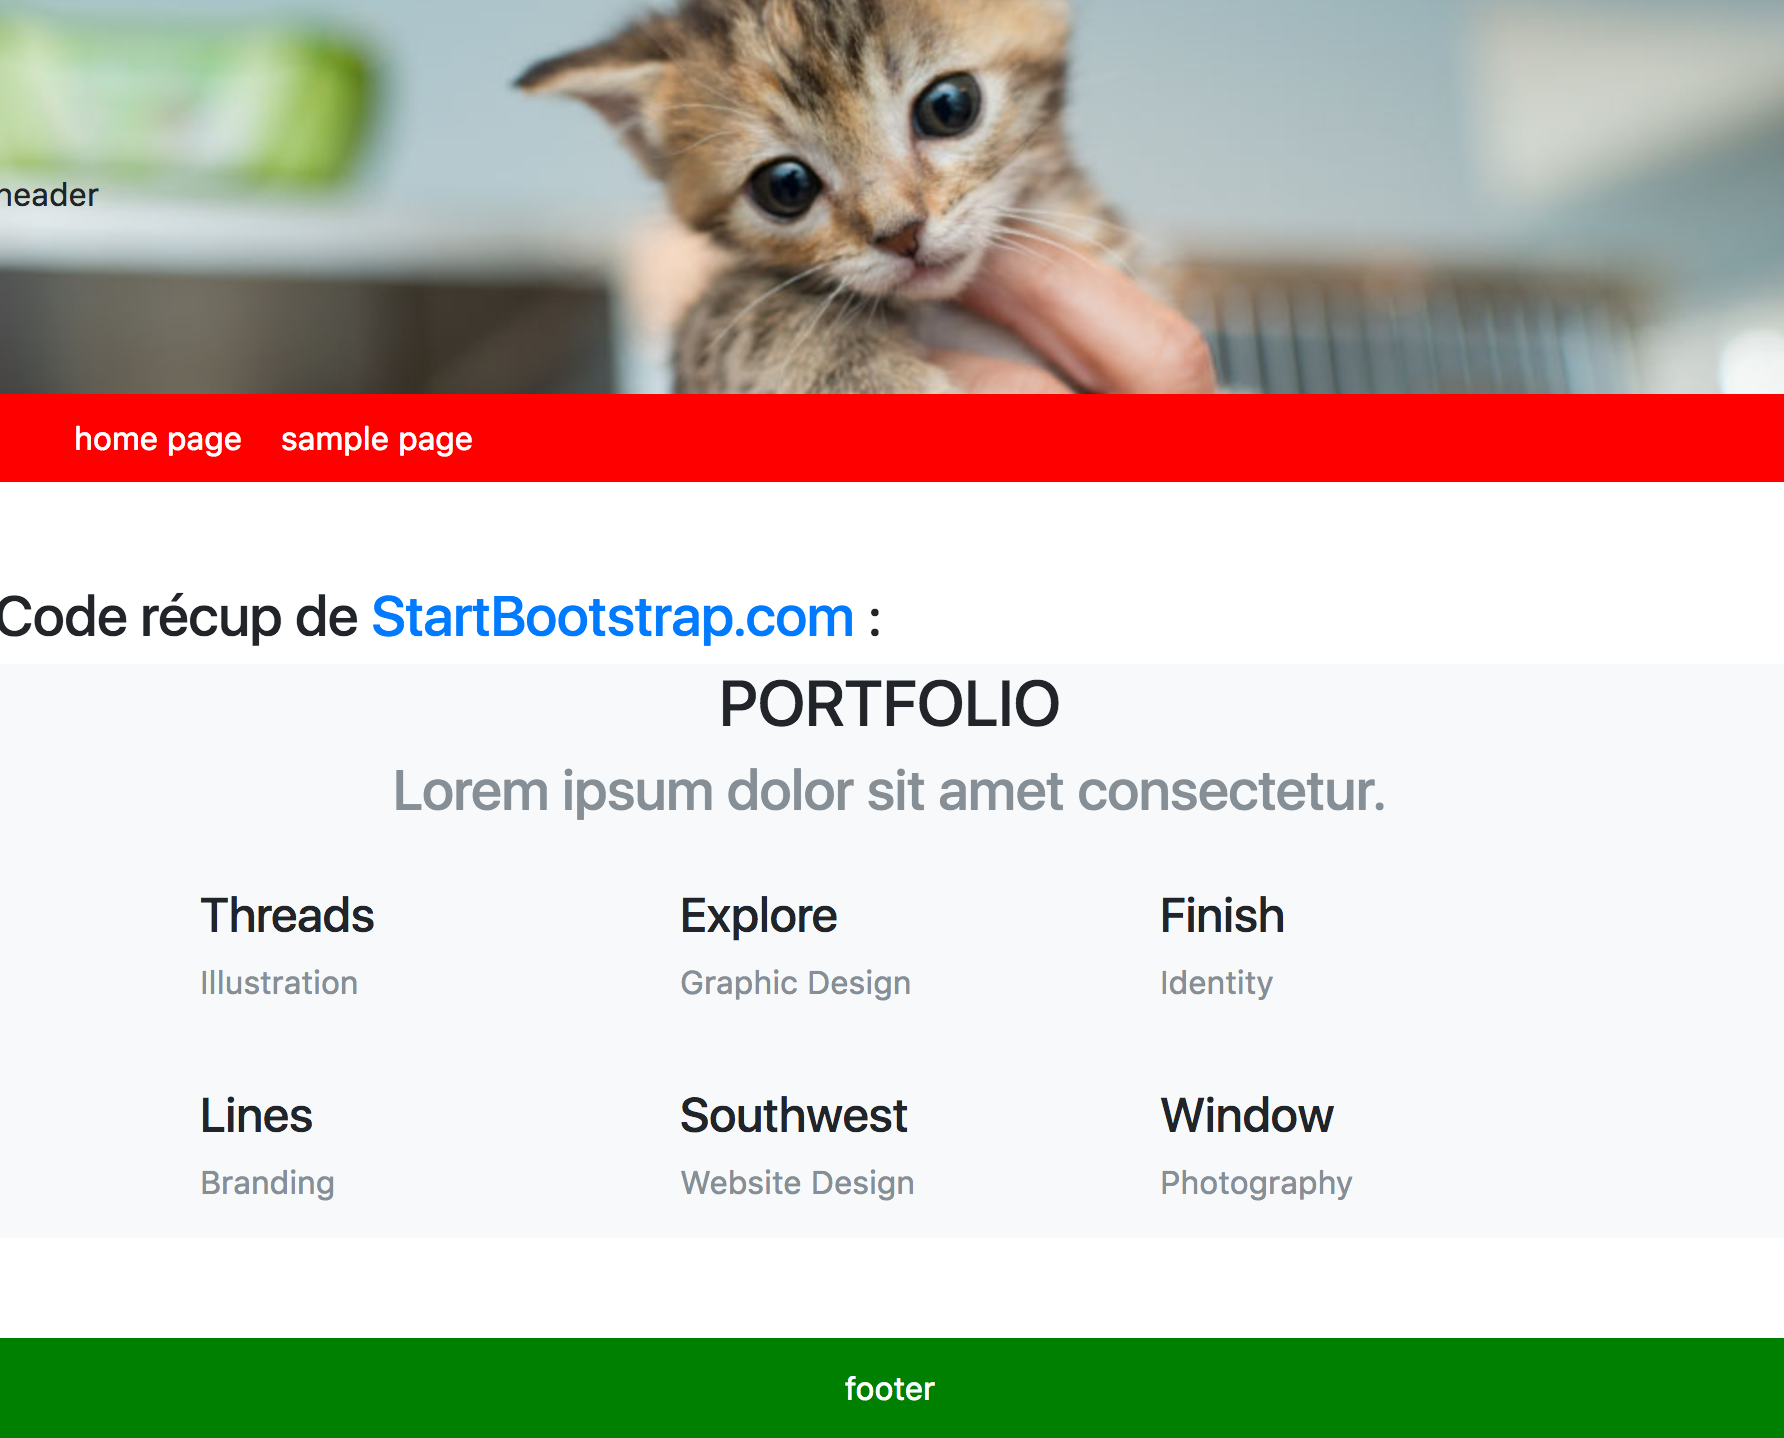 header
home page sample page
Code récup de StartBootstrap.com :
PORTFOLIO
Lorem ipsum dolor sit amet consectetur.
Threads Explore Finish
Illustration Graphic Design Identity
Lines Southwest Window
Branding Website Design Photography
footer